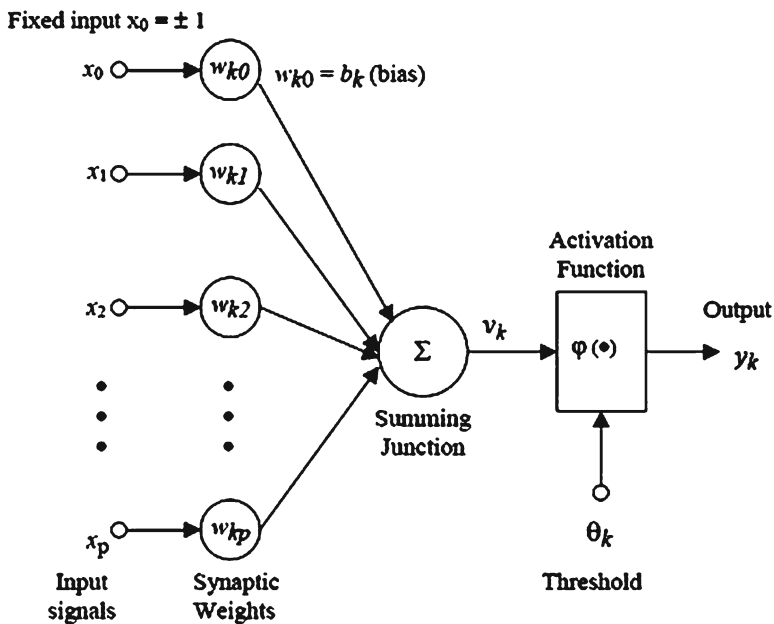 Fixed input x0 = ± 1
x0
wk0
wk0 = bk (bias)
x1
wk1
x2
wk2
Σ
Summing
Junction
vk
Activation
Function
φ (•)
Output
yk
θk
Threshold
xp
wkp
Input
signals
Synaptic
Weights